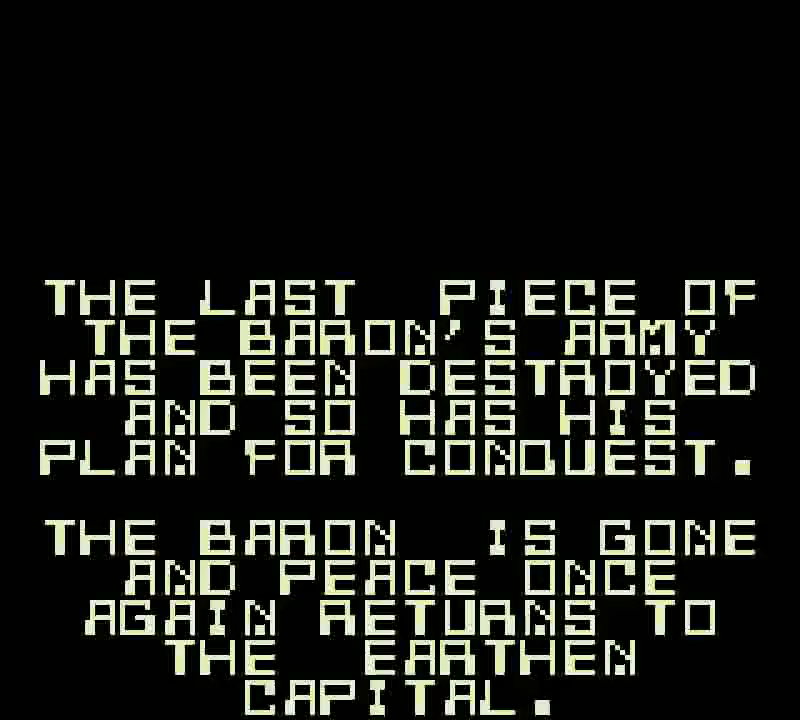 THE LAST PIECE OF
THE BARON'S ARMY
HAS BEEN DESTROYED
AND SO HAS HIS
PLAN FOR CONQUEST.
THE BARON IS GONE
AND PEACE ONCE
AGAIN RETURNS TO
THE EARTHEN
CAPITAL.